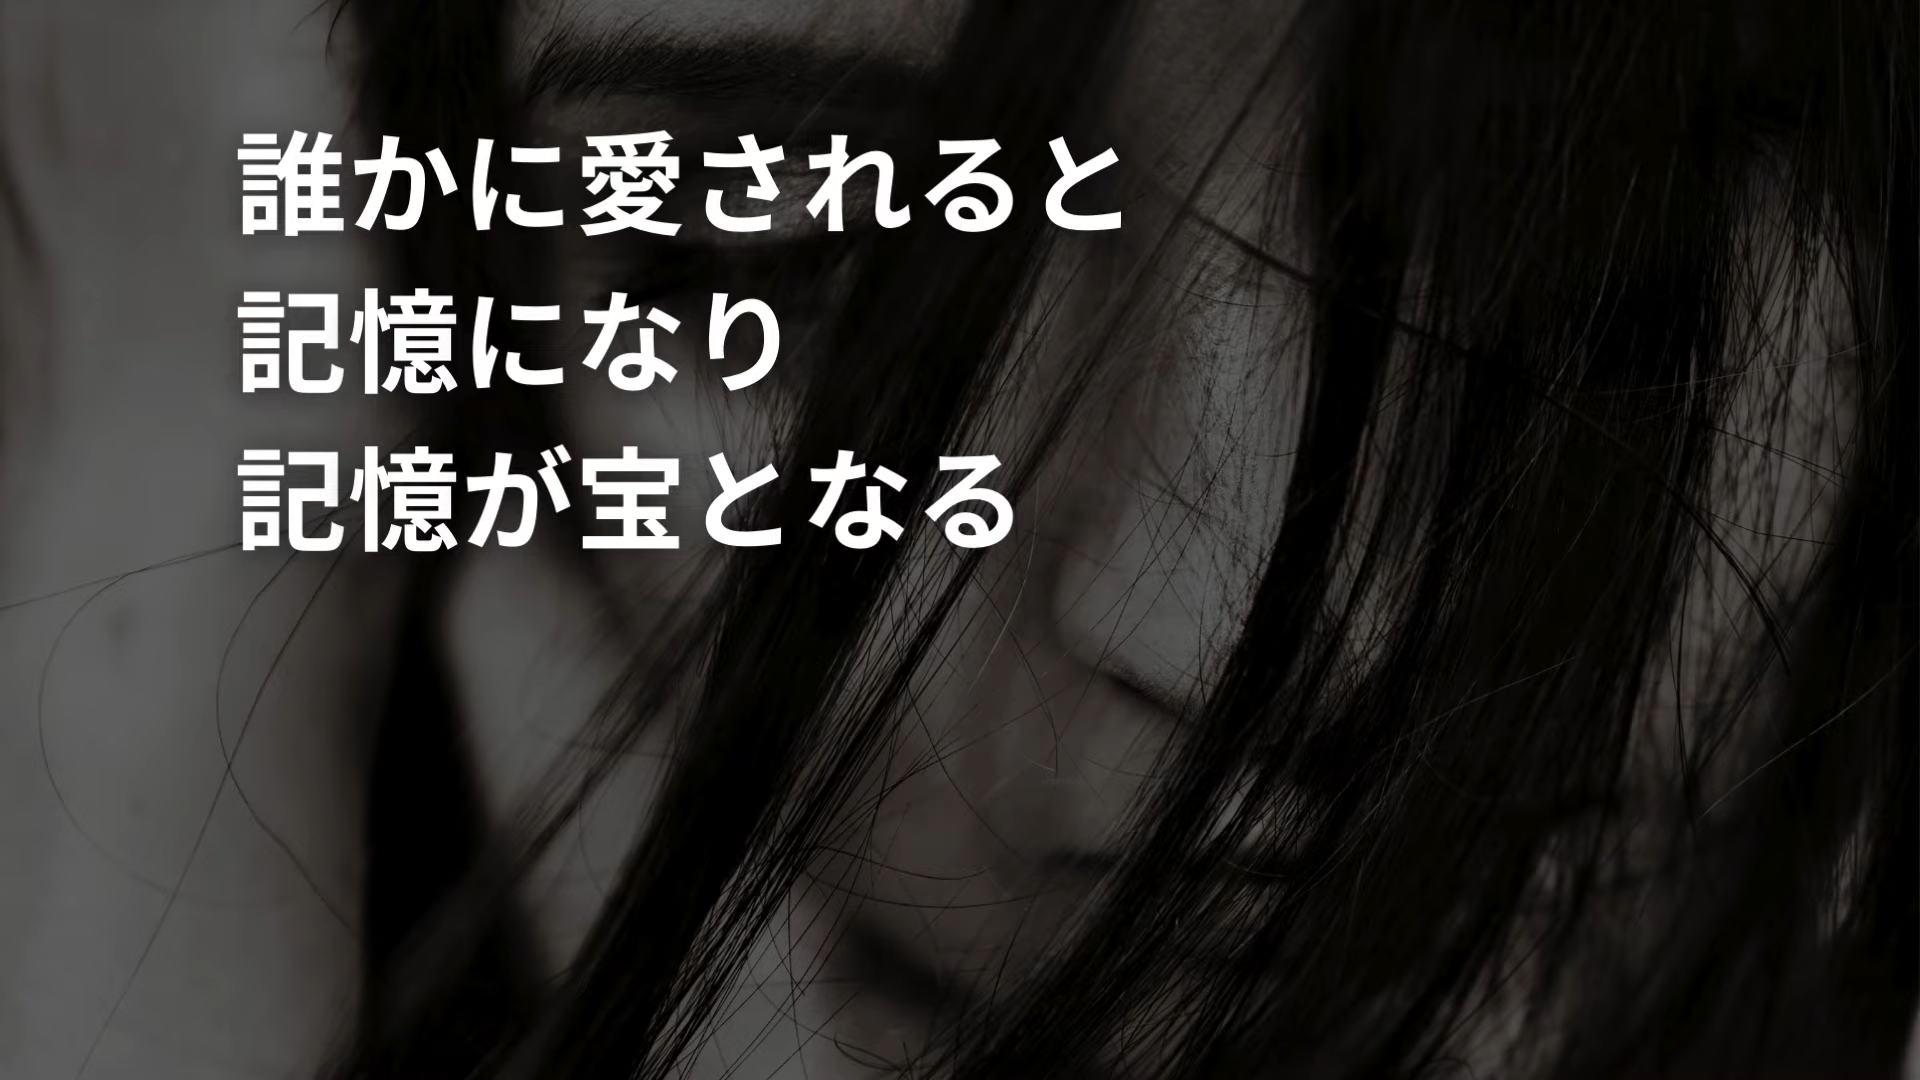 誰かに愛されると
記憶になり
記憶が宝となる